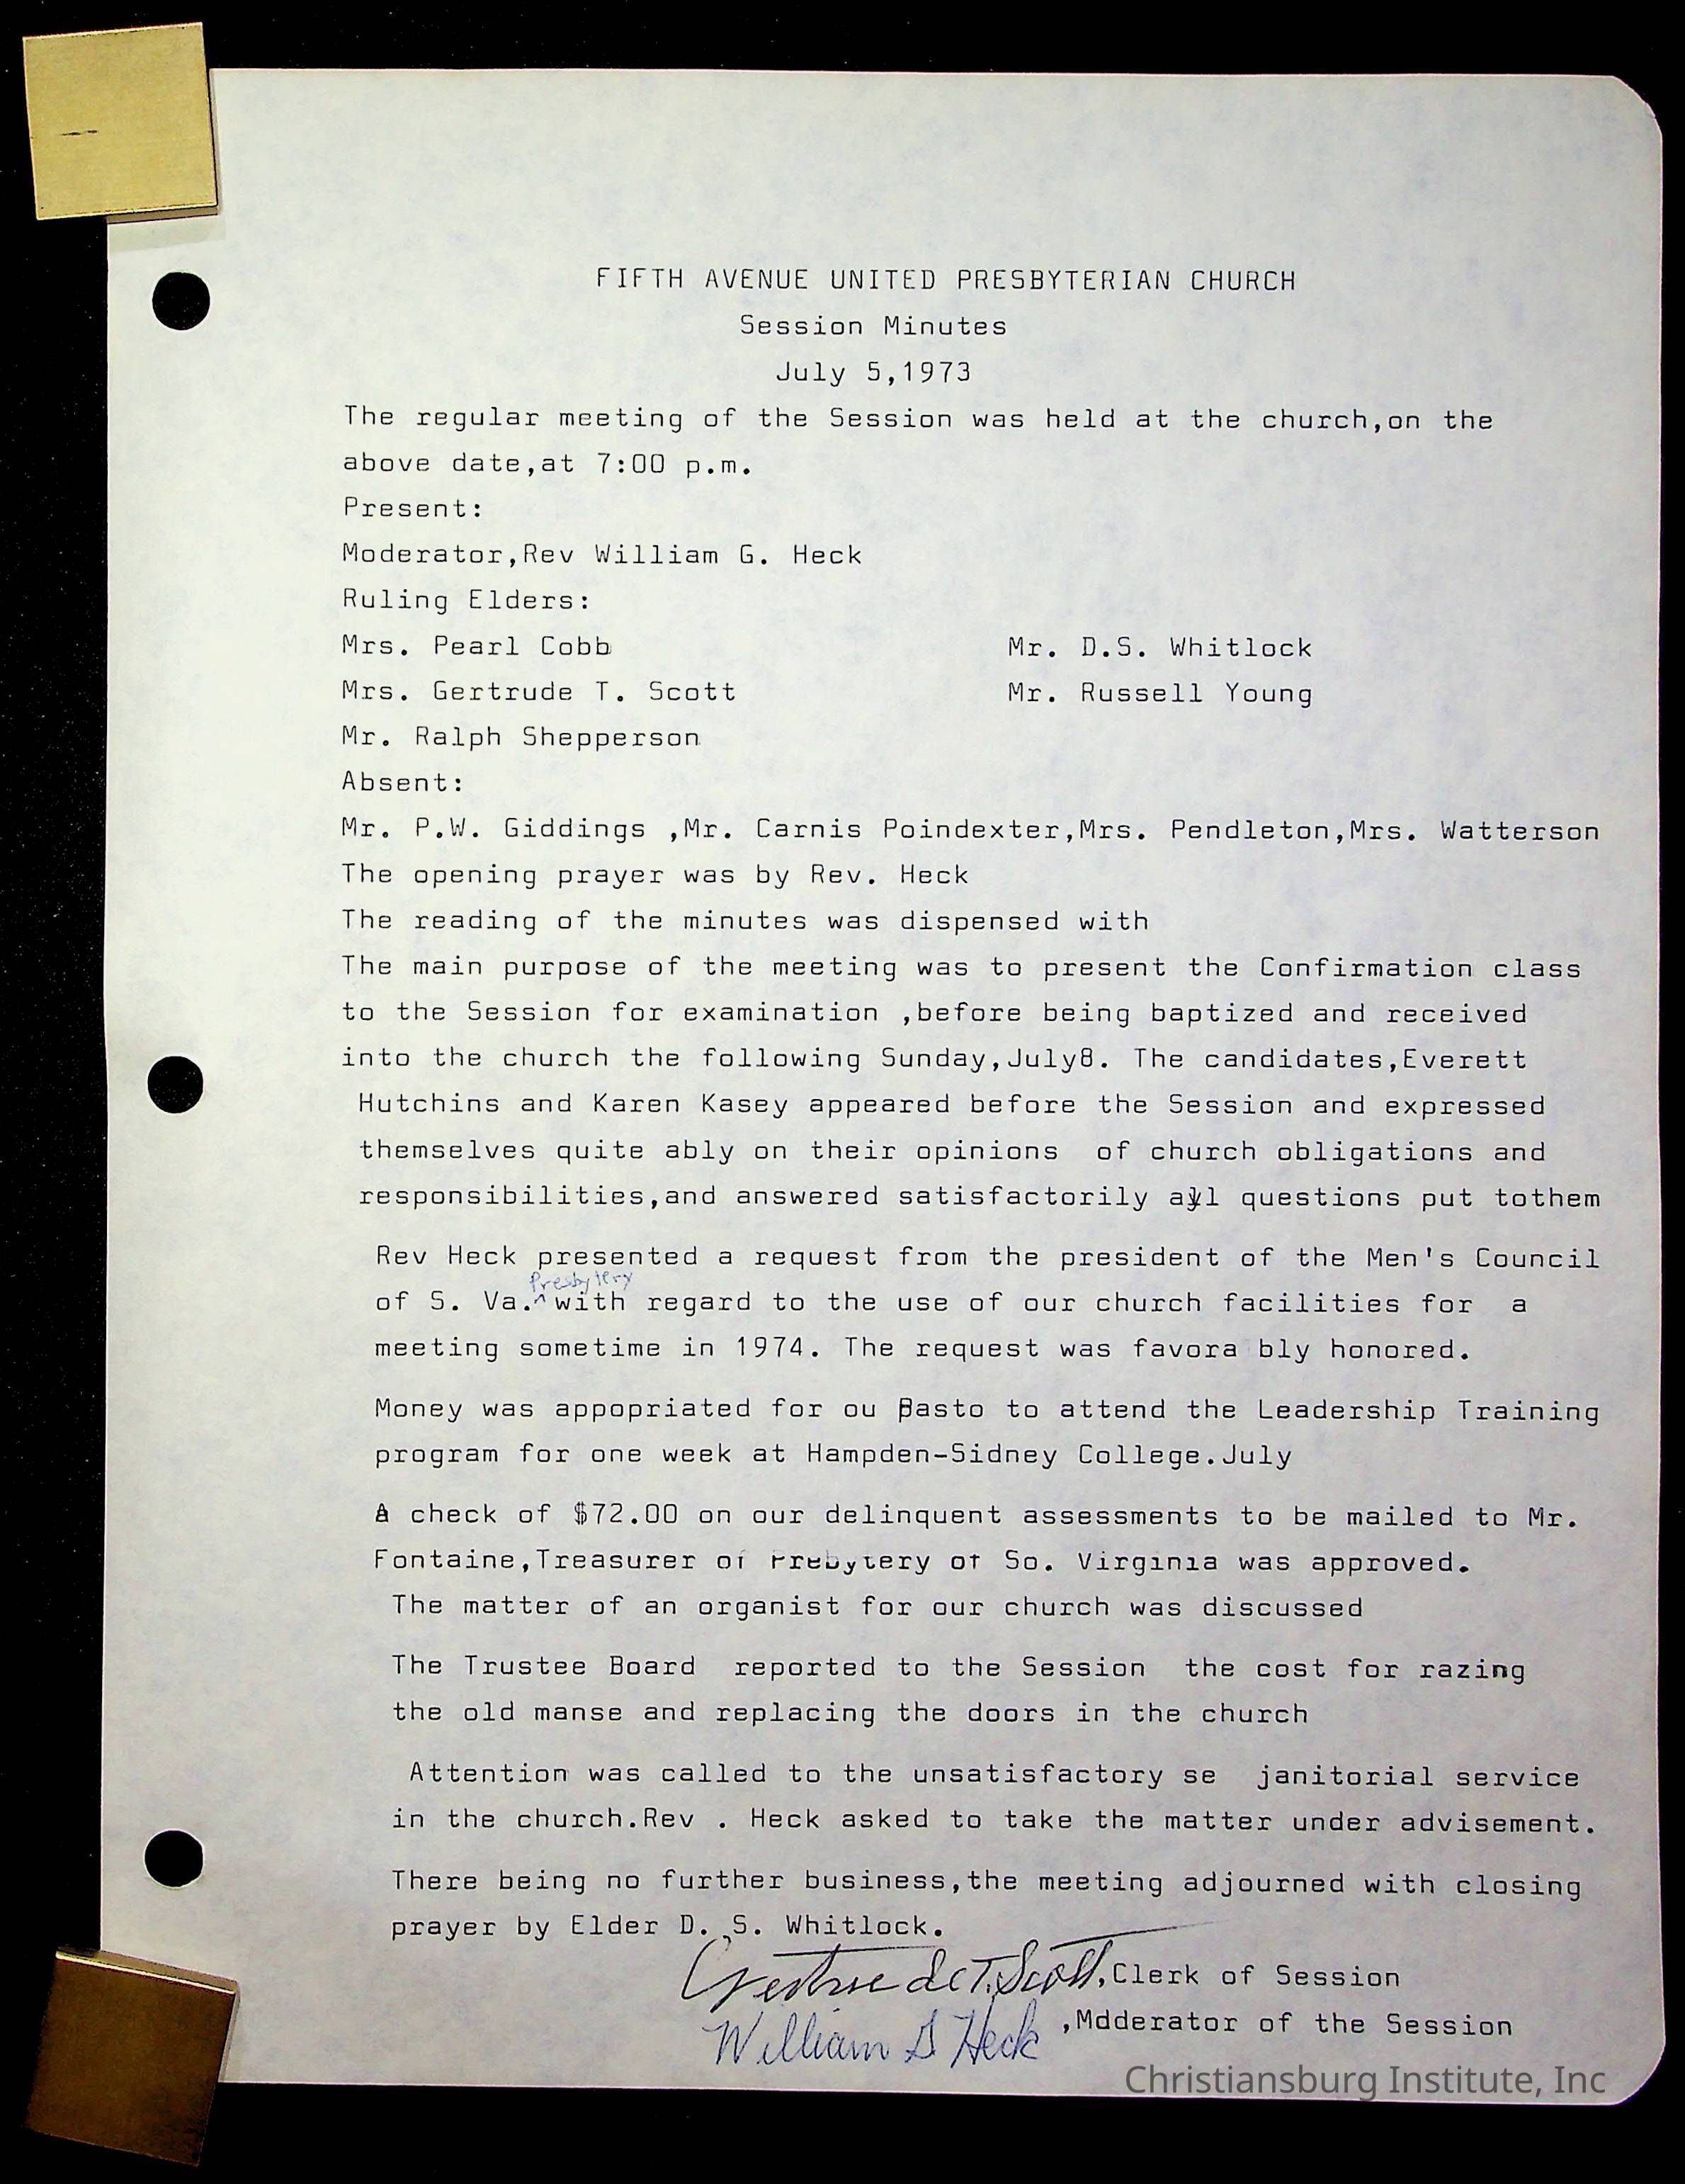 FIFTH AVENUE UNITED PRESBYTERIAN CHURCH
Session Minutes
July 5,1973
The regular meeting of the Session was held at the church,on the
above date,at 7:00 p.m.
Present:
Moderator,Rev William G. Heck
Ruling Elders:
Mrs. Pearl Cobb Mr. D.S. Whitlock
Mrs. Gertrude T. Scott Mr. Russell Young
Mr. Ralph Shepperson
Absent:
Mr. P.W. Giddings ,Mr. Carnis Poindexter,Mrs. Pendleton,Mrs. Watterson
The opening prayer was by Rev. Heck
The reading of the minutes was dispensed with
The main purpose of the meeting was to present the Confirmation class
to the Session for examination ,before being baptized and received
into the church the following Sunday,July8. The candidates,Everett
Hutchins and Karen Kasey appeared before the Session and expressed
themselves quite ably on their opinions of church obligations and
responsibilities,and answered satisfactorily all questions put tothem
Rev Heck presented a request from the president of the Men's Council
Presbytery
of S. Va.^with regard to the use of our church facilities for a
meeting sometime in 1974. The request was favora bly honored.
Money was appopriated for ou Pasto to attend the Leadership Training
program for one week at Hampden-Sidney College.July
A check of $72.00 on our delinquent assessments to be mailed to Mr.
Fontaine,Treasurer of Prebytery of So. Virginia was approved.
The matter of an organist for our church was discussed
The Trustee Board reported to the Session the cost for razing
the old manse and replacing the doors in the church
Attention was called to the unsatisfactory se janitorial service
in the church.Rev . Heck asked to take the matter under advisement.
There being no further business,the meeting adjourned with closing
prayer by Elder D. S. Whitlock.
Gertrude T. Scott,Clerk of Session
William G Heck ,Mdderator of the Session
Christiansburg Institute, Inc